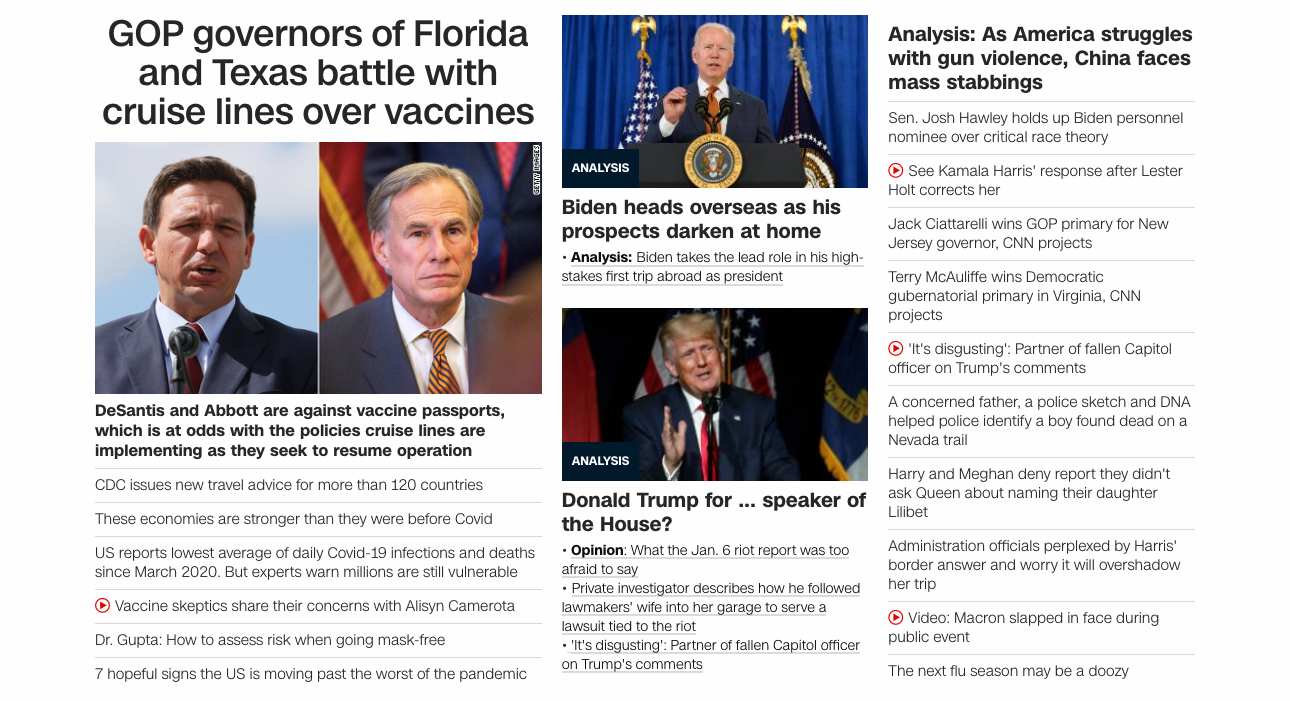 GOP governors of Florida
and Texas battle with
cruise lines over vaccines
GETTY IMAGES
DeSantis and Abbott are against vaccine passports,
which is at odds with the policies cruise lines are
implementing as they seek to resume operation
CDC issues new travel advice for more than 120 countries
These economies are stronger than they were before Covid
US reports lowest average of daily Covid-19 infections and deaths
since March 2020. But experts warn millions are still vulnerable
Vaccine skeptics share their concerns with Alisyn Camerota
Dr. Gupta: How to assess risk when going mask-free
7 hopeful signs the US is moving past the worst of the pandemic
ANALYSIS
Biden heads overseas as his
prospects darken at home
• Analysis: Biden takes the lead role in his high-
stakes first trip abroad as president
ANALYSIS
Donald Trump for ... speaker of
the House?
• Opinion: What the Jan. 6 riot report was too
afraid to say
• Private investigator describes how he followed
lawmakers' wife into her garage to serve a
lawsuit tied to the riot
• 'It's disgusting': Partner of fallen Capitol officer
on Trump's comments
Analysis: As America struggles
with gun violence, China faces
mass stabbings
Sen. Josh Hawley holds up Biden personnel
nominee over critical race theory
See Kamala Harris' response after Lester
Holt corrects her
Jack Ciattarelli wins GOP primary for New
Jersey governor, CNN projects
Terry McAuliffe wins Democratic
gubernatorial primary in Virginia, CNN
projects
'It's disgusting': Partner of fallen Capitol
officer on Trump's comments
A concerned father, a police sketch and DNA
helped police identify a boy found dead on a
Nevada trail
Harry and Meghan deny report they didn't
ask Queen about naming their daughter
Lilibet
Administration officials perplexed by Harris'
border answer and worry it will overshadow
her trip
Video: Macron slapped in face during
public event
The next flu season may be a doozy